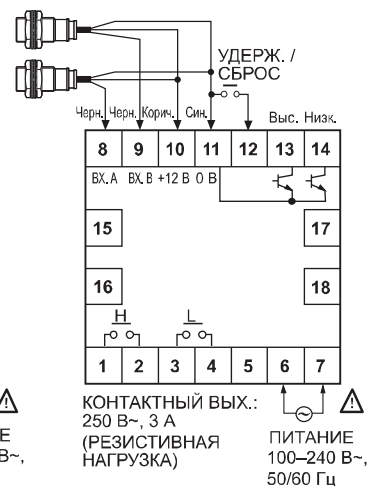 УДЕРЖ. /
СБРОС
Черн. Черн. Корич. Син. Выс. Низк.
8 9 10 11 12 13 14
ВХ. А ВХ. В +12 В 0 В
15 17
16 18
H L
1 2 3 4 5 6 7
КОНТАКТНЫЙ ВЫХ.:
250 В~, 3 А
(РЕЗИСТИВНАЯ
НАГРУЗКА)
Е
В~,
ПИТАНИЕ
100–240 В~,
50/60 Гц